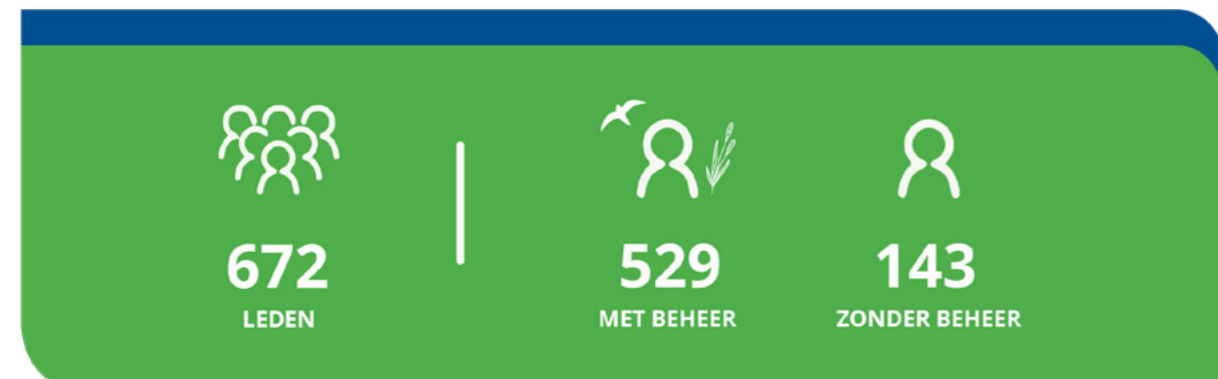 672
LEDEN
529
MET BEHEER
143
ZONDER BEHEER